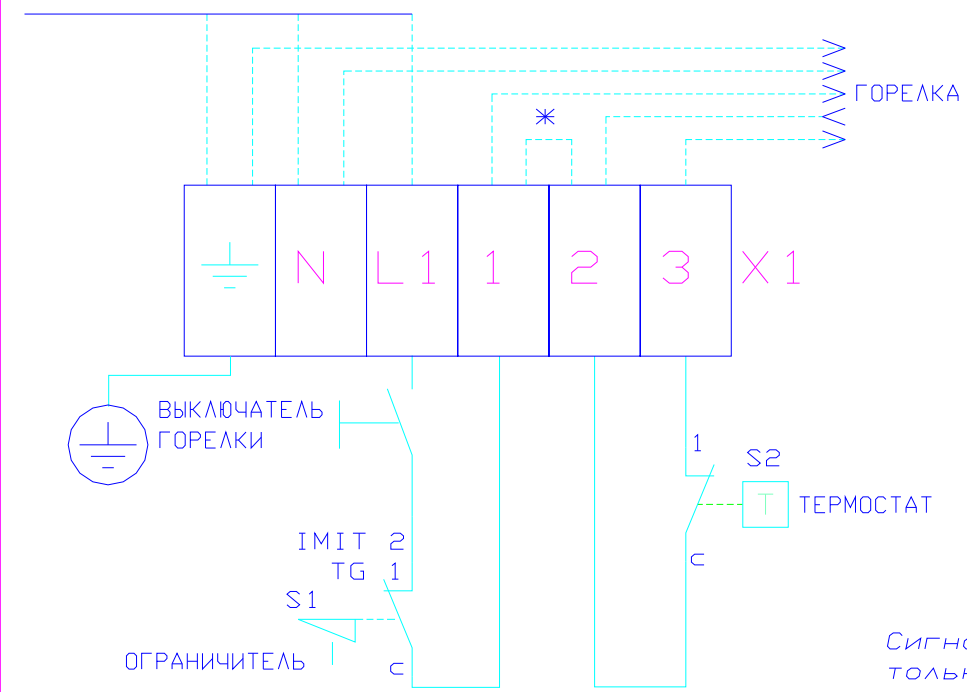 *
ГОРЕЛКА
N L1 1 2 3 X1
ВЫКЛЮЧАТЕЛЬ
ГОРЕЛКИ
1
S2
T ТЕРМОСТАТ
IMIT 2
TG 1
C
S1
ОГРАНИЧИТЕЛЬ
C